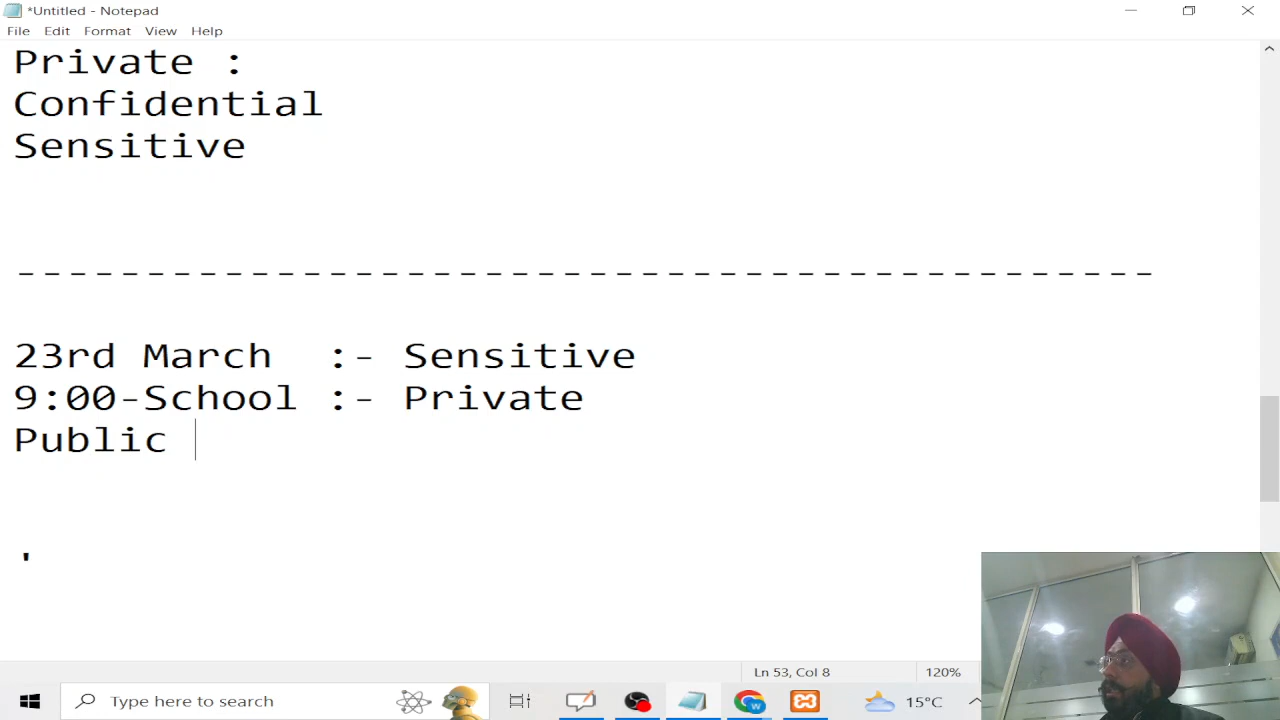 *Untitled - Notepad
File Edit Format View Help
Private :
Confidential
Sensitive
---------------------------------------------
23rd March :- Sensitive
9:00-School :- Private
Public
'
Ln 53, Col 8
120%
Type here to search
15°C